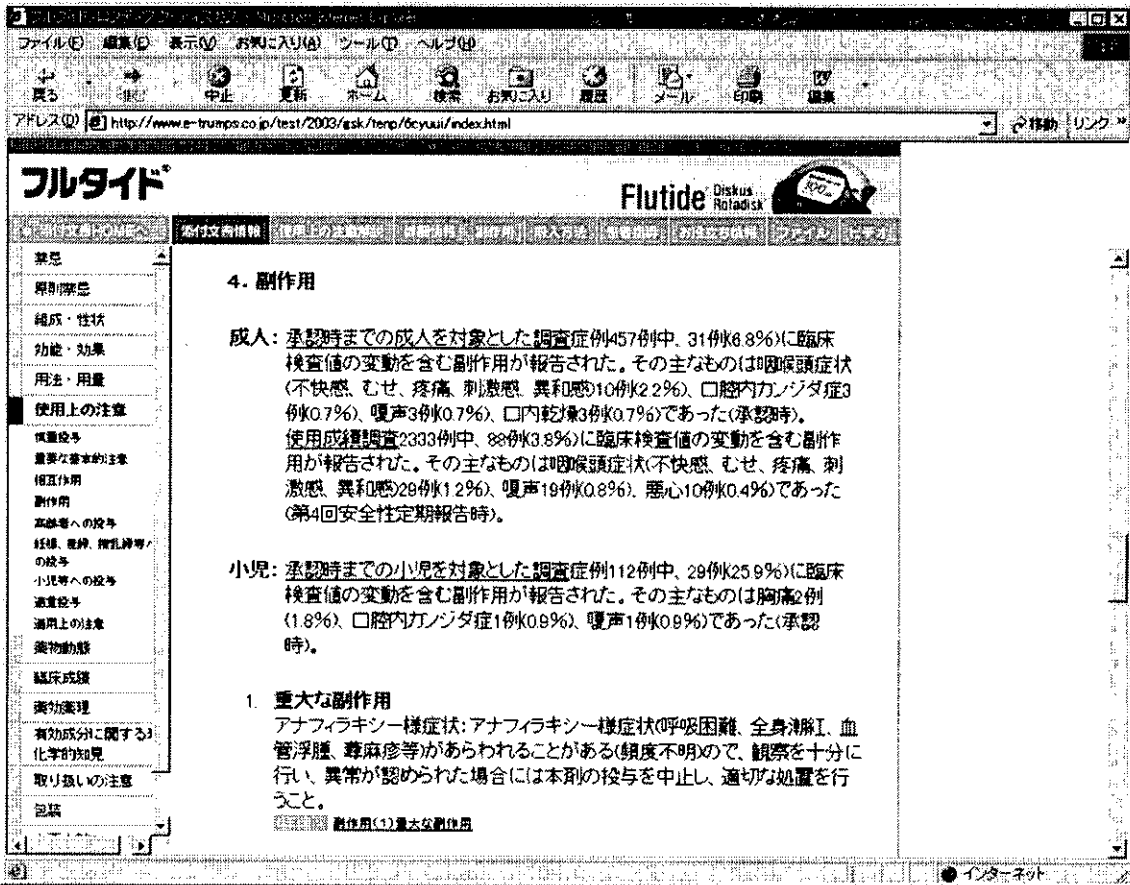 ファイル(F) 編集(E) 表示(V) お気に入り(A) ツール(T) ヘルプ(H)
戻る 中止 更新 ホーム 検索 お気に入り 履歴 メール 印刷 編集
アドレス(D) http://www.e-trumps.co.jp/test/2003/gsk/tenp/6cyuui/index.html 移動 リンク »
フルタイド®
Flutide Diskus Rotadisk
添付文書HOMEへ 添付文書情報 使用上の注意解説 副作用 吸入方法 ファイル ビデオ
禁忌
原則禁忌
組成・性状
効能・効果
用法・用量
使用上の注意
慎重投与
重要な基本的注意
相互作用
副作用
高齢者への投与
妊婦、産婦、授乳婦等へ
の投与
小児等への投与
過量投与
適用上の注意
薬物動態
臨床成績
薬効薬理
有効成分に関する
化学的知見
取り扱いの注意
包装
4. 副作用
成人: 承認時までの成人を対象とした調査症例457例中、31例(6.8%)に臨床
検査値の変動を含む副作用が報告された。その主なものは咽喉頭症状
(不快感、むせ、疼痛、刺激感、異和感)10例(2.2%)、口腔内カンジダ症3
例(0.7%)、嗄声3例(0.7%)、口内乾燥3例(0.7%)であった(承認時)。
使用成績調査2333例中、88例(3.8%)に臨床検査値の変動を含む副作
用が報告された。その主なものは咽喉頭症状(不快感、むせ、疼痛、刺
激感、異和感)29例(1.2%)、嗄声19例(0.8%)、悪心10例(0.4%)であった
(第4回安全性定期報告時)。
小児: 承認時までの小児を対象とした調査症例112例中、29例(25.9%)に臨床
検査値の変動を含む副作用が報告された。その主なものは胸痛2例
(1.8%)、口腔内カンジダ症1例(0.9%)、嗄声1例(0.9%)であった(承認
時)。
1. 重大な副作用
アナフィラキシー様症状:アナフィラキシー様症状(呼吸困難、全身潮紅、血
管浮腫、蕁麻疹等)があらわれることがある(頻度不明)ので、観察を十分に
行い、異常が認められた場合には本剤の投与を中止し、適切な処置を行
うこと。
副作用(1)重大な副作用
インターネット